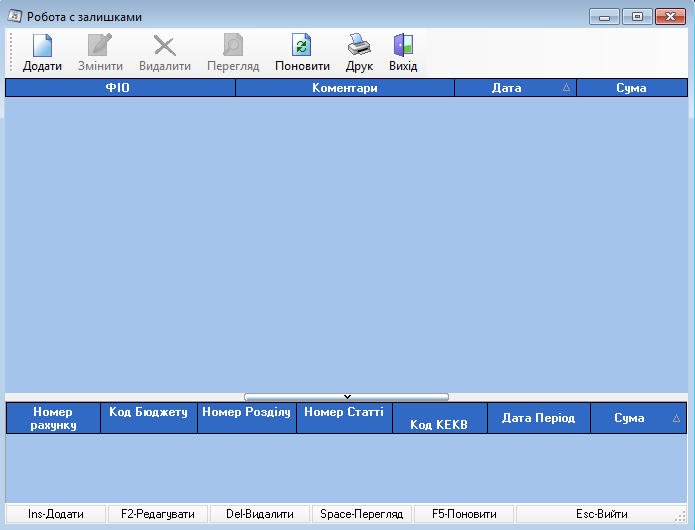 Робота с залишками
Додати Змінити Видалити Перегляд Поновити Друк Вихід
ФІО Коментари Дата Сума
Номер рахунку Код Бюджету Номер Розділу Номер Статті Код КЕКВ Дата Період Сума
Ins-Додати F2-Редагувати Del-Видалити Space-Перегляд F5-Поновити Esc-Вийти